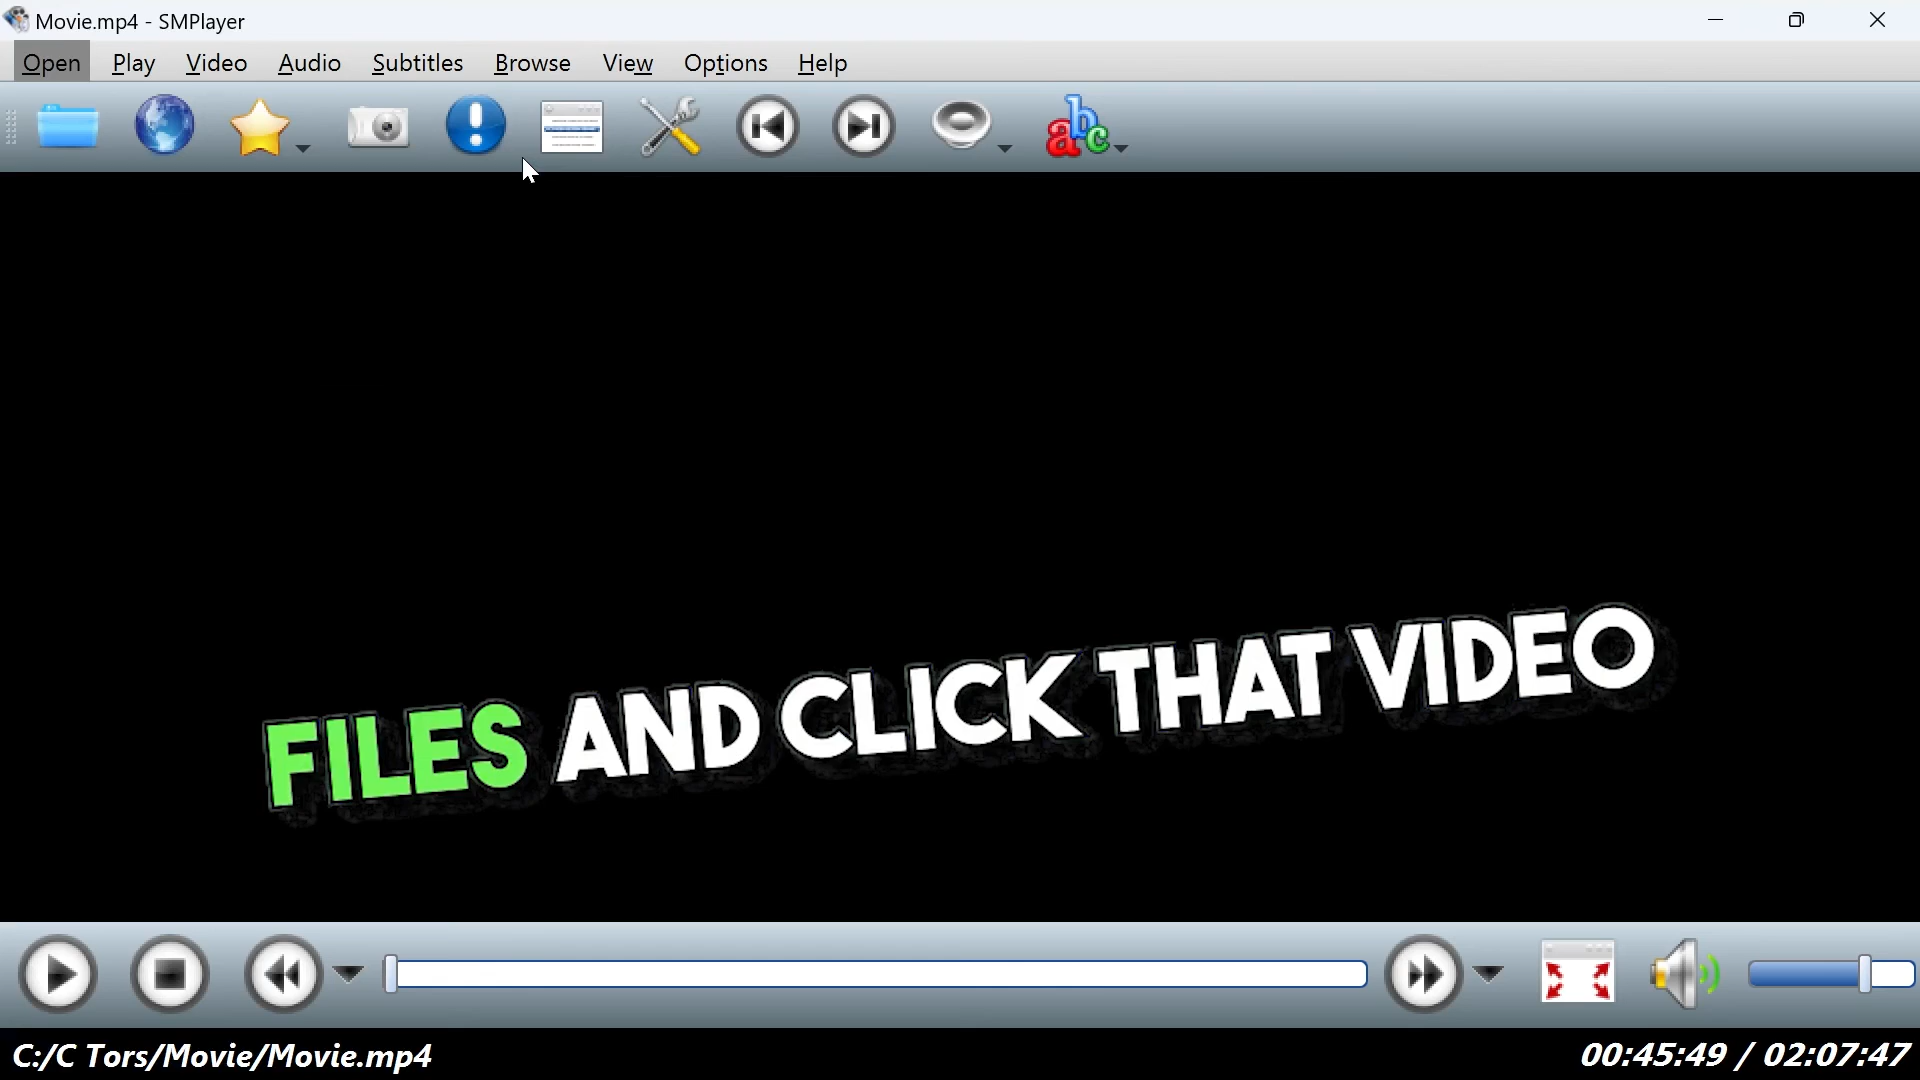 Movie.mp4 - SMPlayer
Open Play Video Audio Subtitles Browse View Options Help
abc
FILES AND CLICK THAT VIDEO
C:/C Tors/Movie/Movie.mp4 00:45:49 / 02:07:47